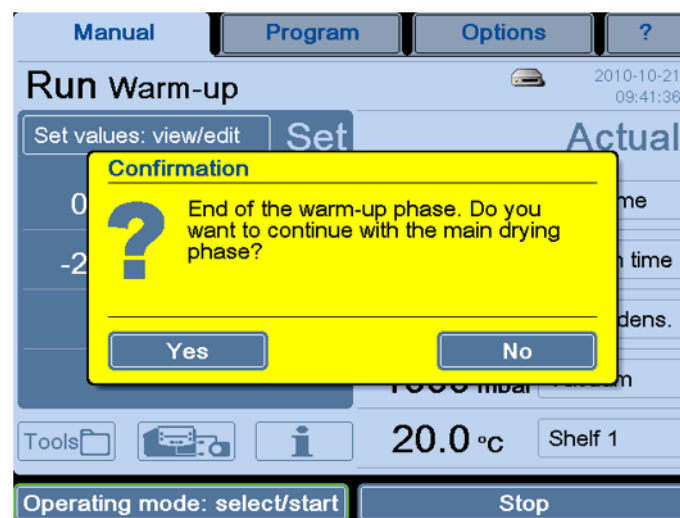 Manual Program Options ?
Run Warm-up
2010-10-21
09:41:36
Set values: view/edit Set Actual
Confirmation
End of the warm-up phase. Do you
want to continue with the main drying
phase?
Yes No
Tools
20.0 °C Shelf 1
Operating mode: select/start Stop